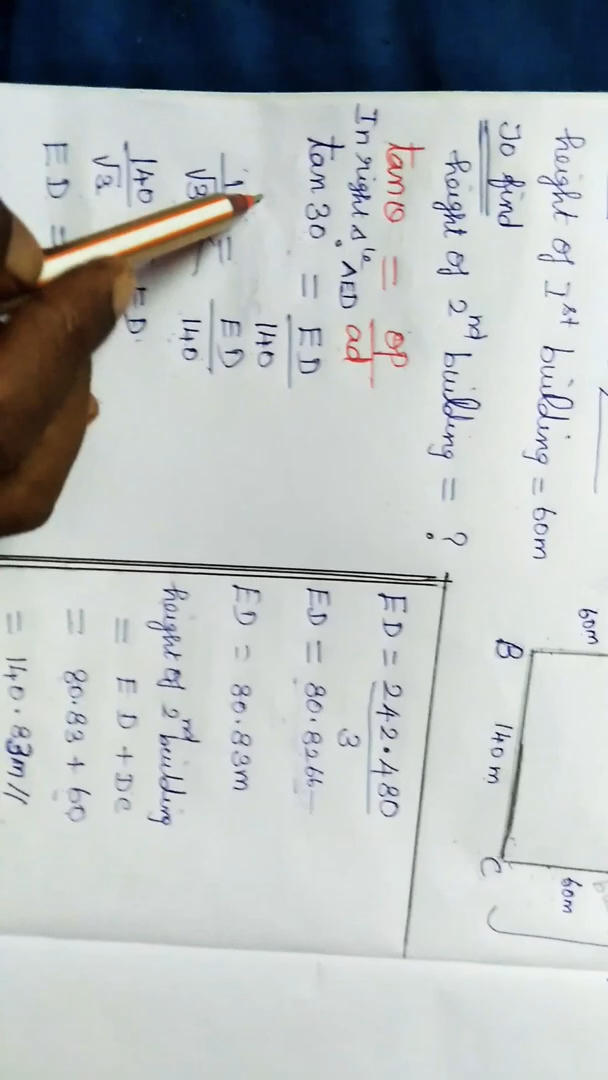 height of Ist building = 60m
To find
height of 2nd building = ?
tan θ = op/ad
In right Δle AED
tan 30° = ED/140
1/√3 = ED/140
140/√3 = ED
ED =
60m
B 140m C
60m
ED = 242.480/3
ED = 80.8266
ED = 80.83m
height of 2nd building
= ED + DC
= 80.83 + 60
= 140.83m//